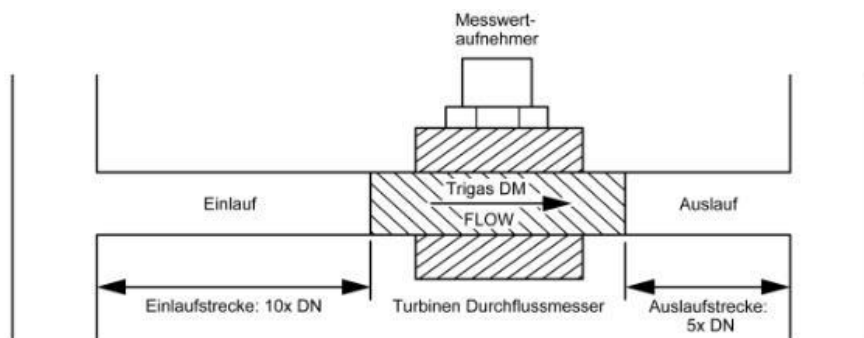 Messwert-
aufnehmer
Einlauf
Trigas DM
FLOW
Auslauf
Einlaufstrecke: 10x DN
Turbinen Durchflussmesser
Auslaufstrecke:
5x DN